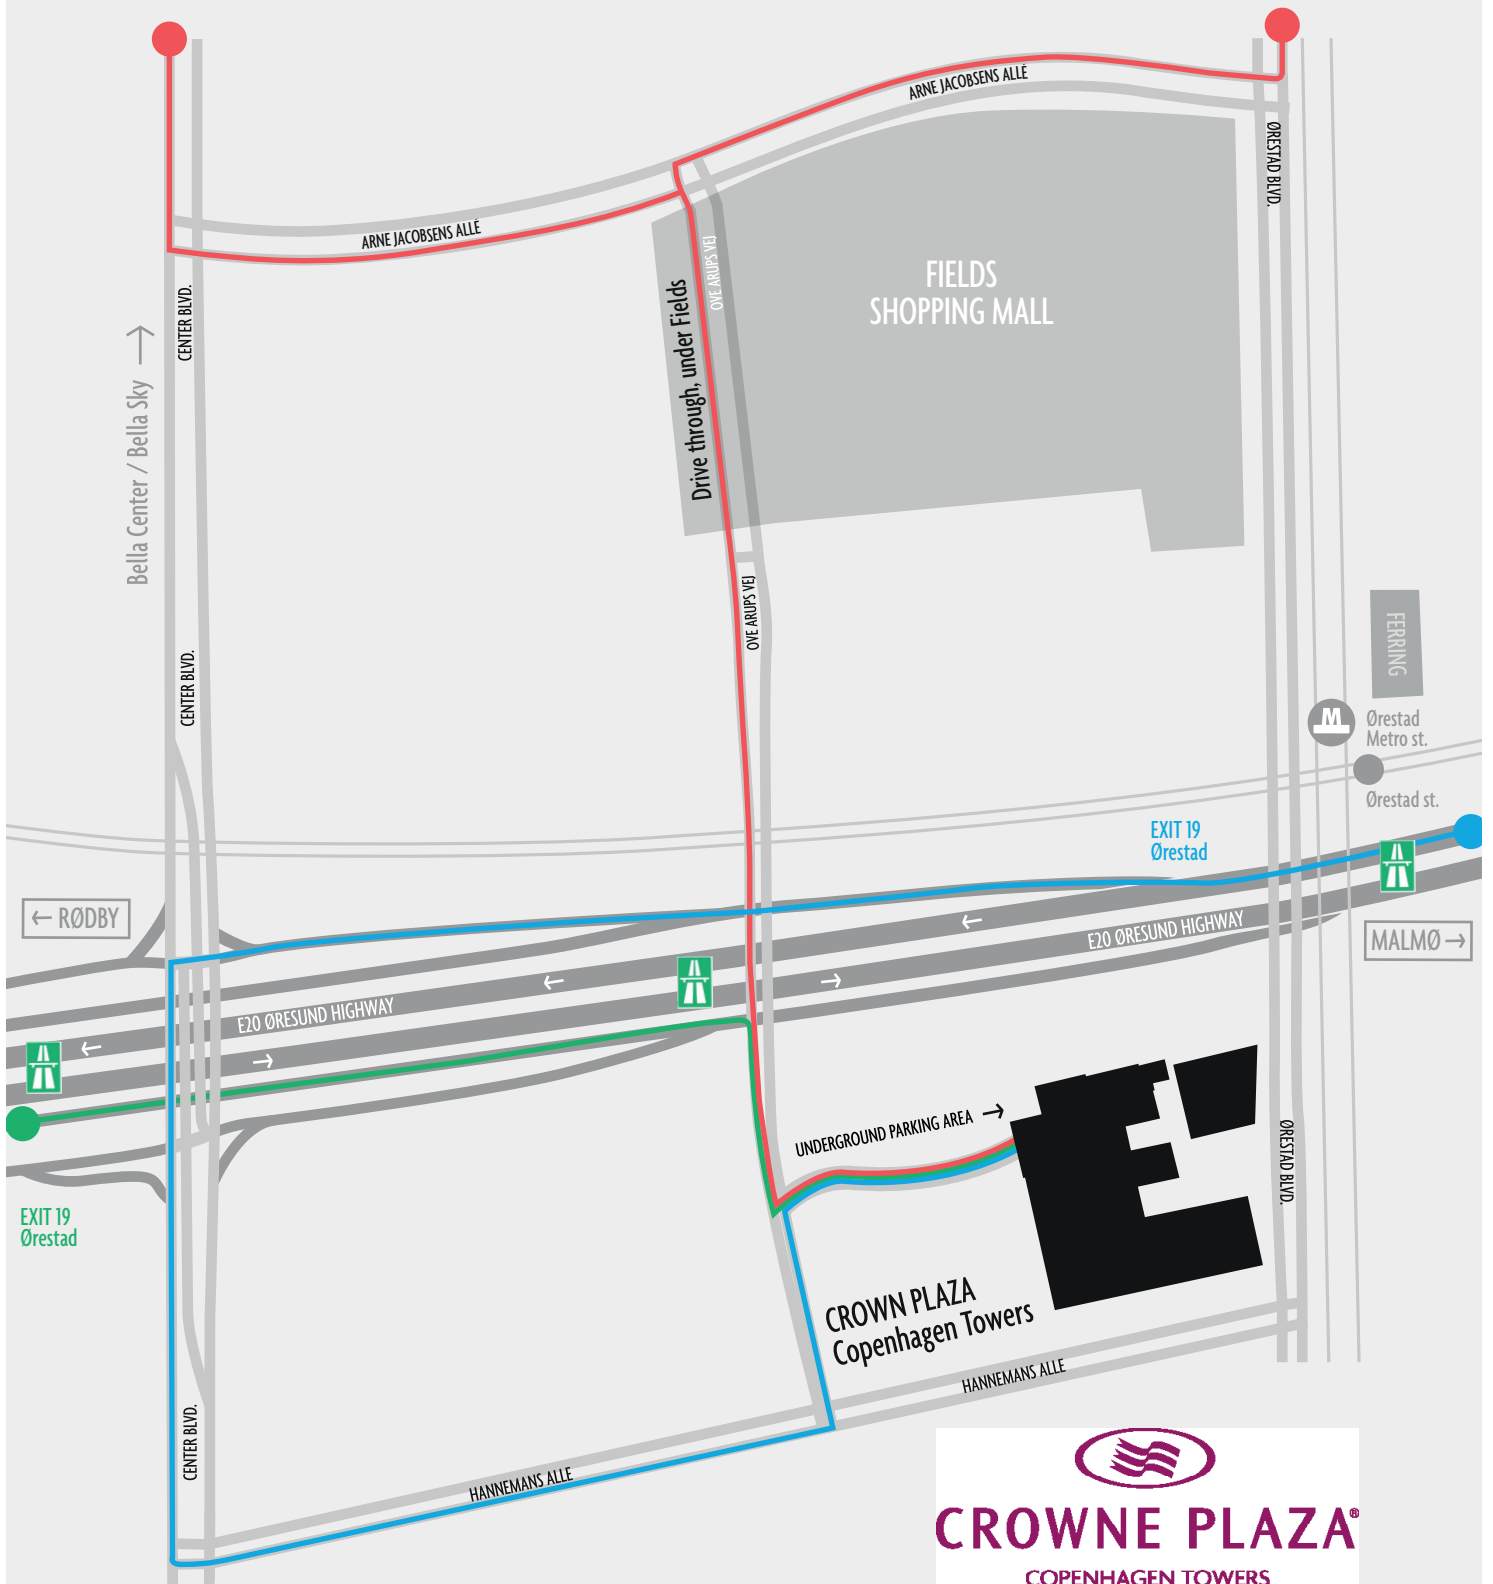 ARNE JACOBSENS ALLÉ
ØRESTAD BLVD.
ARNE JACOBSENS ALLÉ
CENTER BLVD.
OVE ARUPS VEJ
FIELDS
SHOPPING MALL
Drive through, under Fields
Bella Center / Bella Sky →
OVE ARUPS VEJ
FERRING
CENTER BLVD.
M
Ørestad
Metro st.
Ørestad st.
EXIT 19
Ørestad
← RØDBY
E20 ØRESUND HIGHWAY
MALMØ →
E20 ØRESUND HIGHWAY
UNDERGROUND PARKING AREA →
ØRESTAD BLVD.
EXIT 19
Ørestad
CROWN PLAZA
Copenhagen Towers
HANNEMANS ALLE
CENTER BLVD.
HANNEMANS ALLE
CROWNE PLAZA®
COPENHAGEN TOWERS